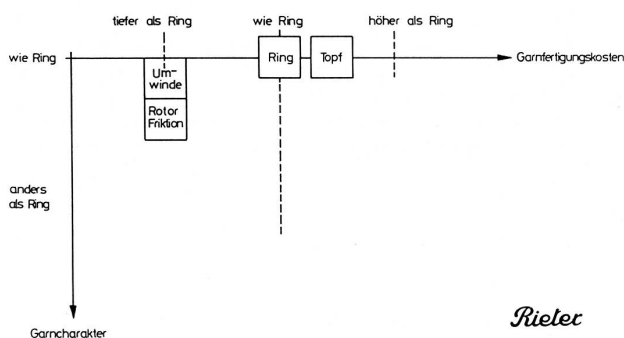 tiefer als Ring
wie Ring
höher als Ring
wie Ring
Um-
winde
Ring
Topf
Garnfertigungskosten
Rotor
Friktion
anders
als Ring
Garncharakter
Rieter